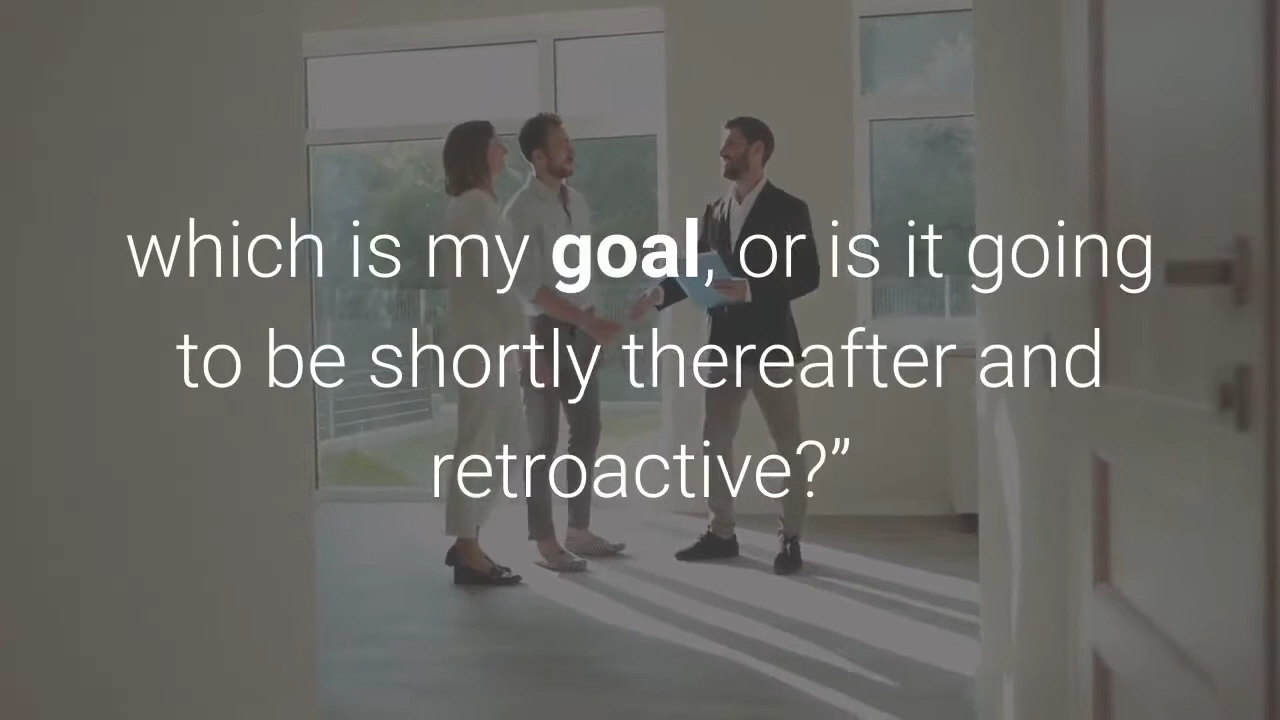 which is my goal, or is it going
to be shortly thereafter and
retroactive?”